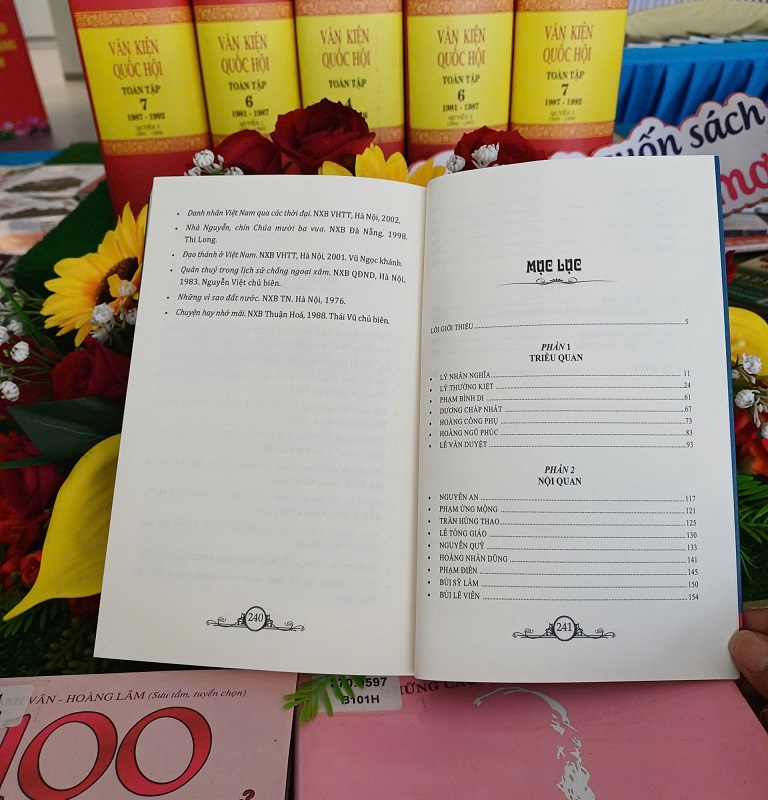 VĂN KIỆN
QUỐC HỘI
TOÀN TẬP
7
1987 - 1992
VĂN KIỆN
QUỐC HỘI
TOÀN TẬP
6
1981 - 1987
VĂN KIỆN
QUỐC HỘI
TOÀN TẬP
4
VĂN KIỆN
QUỐC HỘI
TOÀN TẬP
6
1981 - 1987
VĂN KIỆN
QUỐC HỘI
TOÀN TẬP
7
1987 - 1992
uốn sách
mơ
• Danh nhân Việt Nam qua các thời đại. NXB VHTT, Hà Nội, 2002.
• Nhà Nguyễn, chín Chúa mười ba vua. NXB Đà Nẵng, 1998.
Thi Long.
• Đạo thánh ở Việt Nam. NXB VHTT, Hà Nội, 2001. Vũ Ngọc khánh.
• Quân thuỷ trong lịch sử chống ngoại xâm. NXB QĐND, Hà Nội,
1983. Nguyễn Việt chủ biên.
• Những vì sao đất nước. NXB TN. Hà Nội, 1976.
• Chuyện hay nhớ mãi. NXB Thuận Hoá, 1988. Thái Vũ chủ biên.
240
MỤC LỤC
LỜI GIỚI THIỆU 5
PHẦN 1
TRIỀU QUAN
• LÝ NHÂN NGHĨA 11
• LÝ THƯỜNG KIỆT 24
• PHẠM BỈNH DI 61
• DƯƠNG CHẤP NHẤT 67
• HOÀNG CÔNG PHỤ 73
• HOÀNG NGŨ PHÚC 83
• LÊ VĂN DUYỆT 93
PHẦN 2
NỘI QUAN
• NGUYỄN AN 117
• PHẠM ỨNG MỘNG 121
• TRẦN HÙNG THAO 125
• LÊ TÒNG GIÁO 130
• NGUYỄN QUỸ 133
• HOÀNG NHÂN DŨNG 141
• PHẠM ĐIÊN 145
• BÙI SỸ LÂM 150
• BÙI LÊ VIÊN 154
241
VÂN - HOÀNG LÂM (Sưu tầm, tuyển chọn)
100
B101H